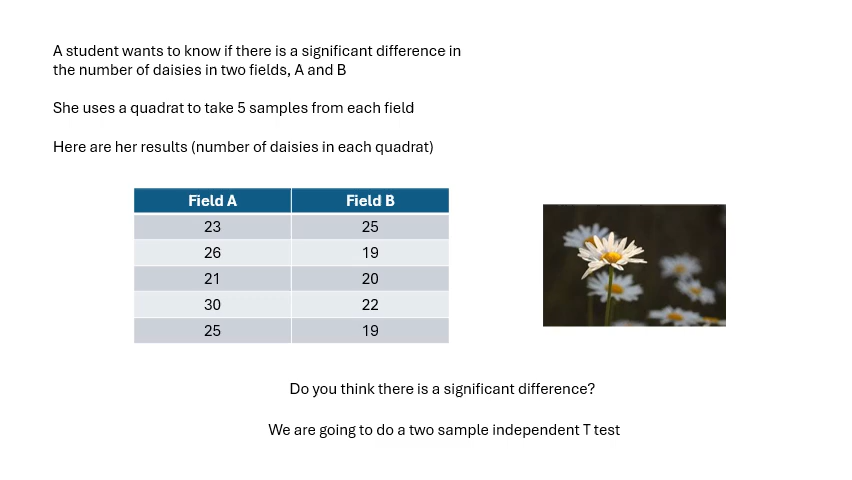 A student wants to know if there is a significant difference in
the number of daisies in two fields, A and B
She uses a quadrat to take 5 samples from each field
Here are her results (number of daisies in each quadrat)
Field A Field B
23 25
26 19
21 20
30 22
25 19
Do you think there is a significant difference?
We are going to do a two sample independent T test